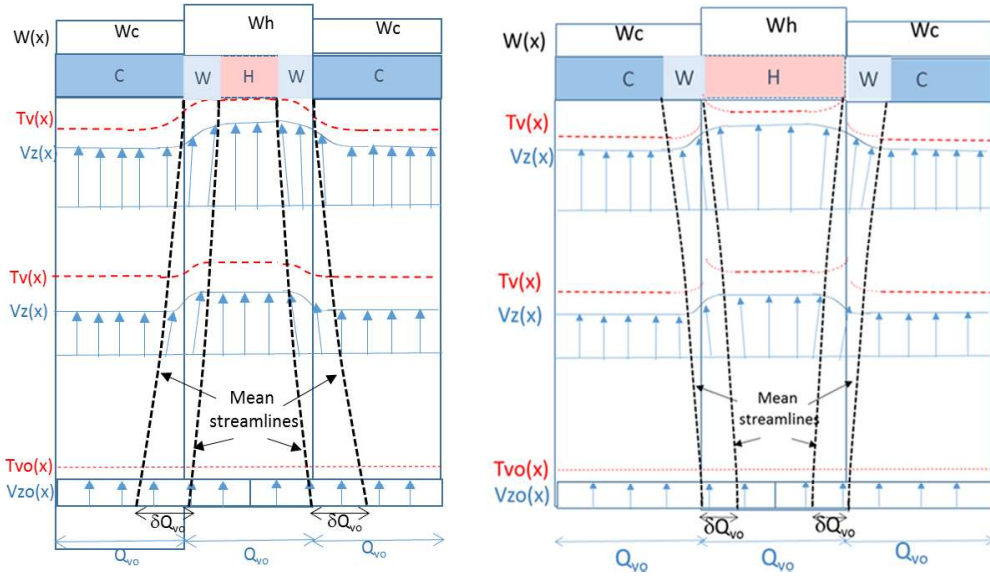 W(x)
Wc
Wh
Wc
C
W
H
W
C
Tv(x)
Vz(x)
Tv(x)
Vz(x)
Mean
streamlines
Tvo(x)
Vzo(x)
δQvo
δQvo
Qvo
Qvo
Qvo
W(x)
Wc
Wh
Wc
C
W
H
W
C
Tv(x)
Vz(x)
Tv(x)
Vz(x)
Mean
streamlines
Tvo(x)
Vzo(x)
δQvo
δQvo
Qvo
Qvo
Qvo